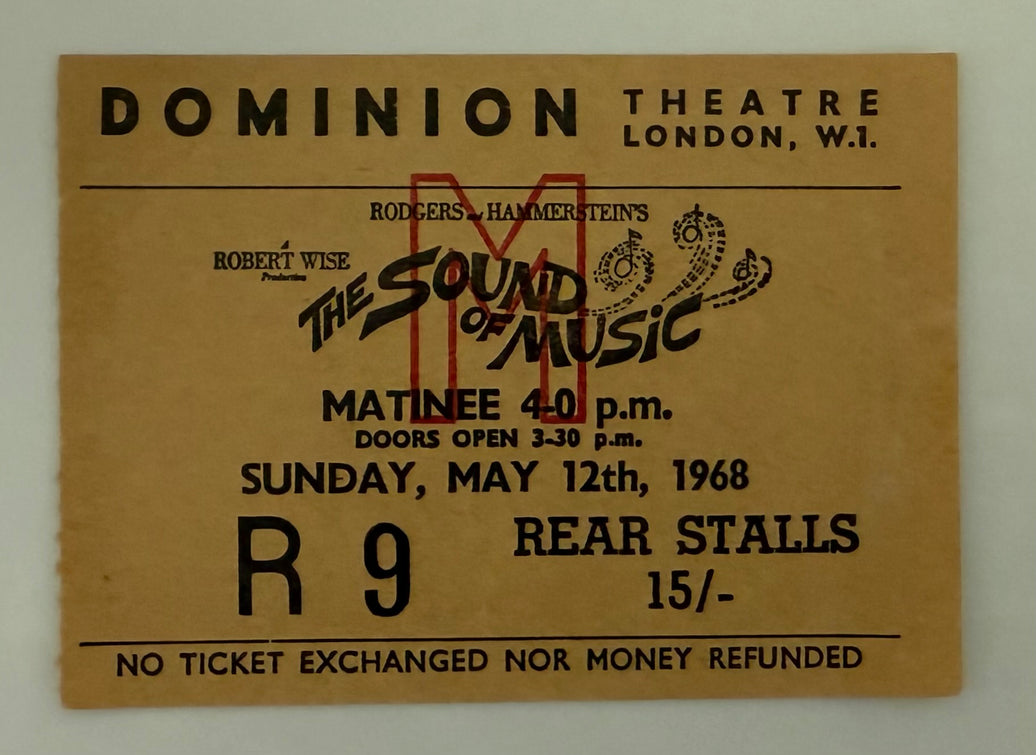 DOMINION THEATRE
LONDON, W.1.
M
RODGERS and HAMMERSTEIN'S
A
ROBERT WISE
Production
THE SOUND
OF MUSIC
MATINEE 4-0 p.m.
DOORS OPEN 3-30 p.m.
SUNDAY, MAY 12th, 1968
R 9 REAR STALLS
15/-
NO TICKET EXCHANGED NOR MONEY REFUNDED